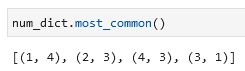 num_dict.most_common()
[(1, 4), (2, 3), (4, 3), (3, 1)]